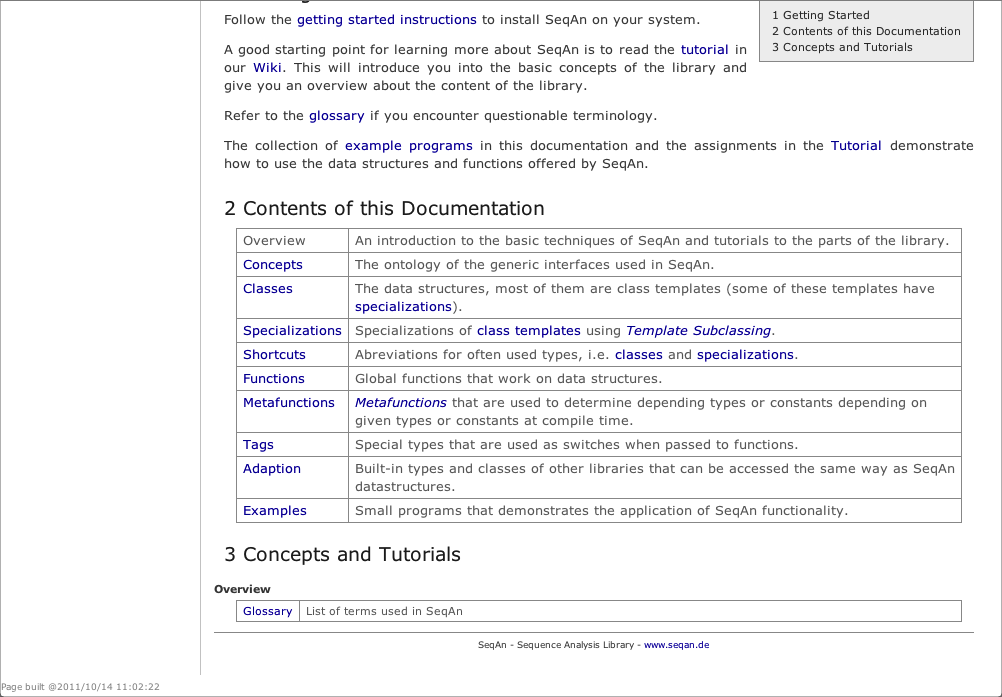 Follow the getting started instructions to install SeqAn on your system.
1 Getting Started
2 Contents of this Documentation
3 Concepts and Tutorials
A good starting point for learning more about SeqAn is to read the tutorial in
our Wiki. This will introduce you into the basic concepts of the library and
give you an overview about the content of the library.
Refer to the glossary if you encounter questionable terminology.
The collection of example programs in this documentation and the assignments in the Tutorial demonstrate
how to use the data structures and functions offered by SeqAn.
2 Contents of this Documentation
Overview An introduction to the basic techniques of SeqAn and tutorials to the parts of the library.
Concepts The ontology of the generic interfaces used in SeqAn.
Classes The data structures, most of them are class templates (some of these templates have
specializations).
Specializations Specializations of class templates using Template Subclassing.
Shortcuts Abreviations for often used types, i.e. classes and specializations.
Functions Global functions that work on data structures.
Metafunctions Metafunctions that are used to determine depending types or constants depending on
given types or constants at compile time.
Tags Special types that are used as switches when passed to functions.
Adaption Built-in types and classes of other libraries that can be accessed the same way as SeqAn
datastructures.
Examples Small programs that demonstrates the application of SeqAn functionality.
3 Concepts and Tutorials
Overview
Glossary List of terms used in SeqAn
SeqAn - Sequence Analysis Library - www.seqan.de
Page built @2011/10/14 11:02:22